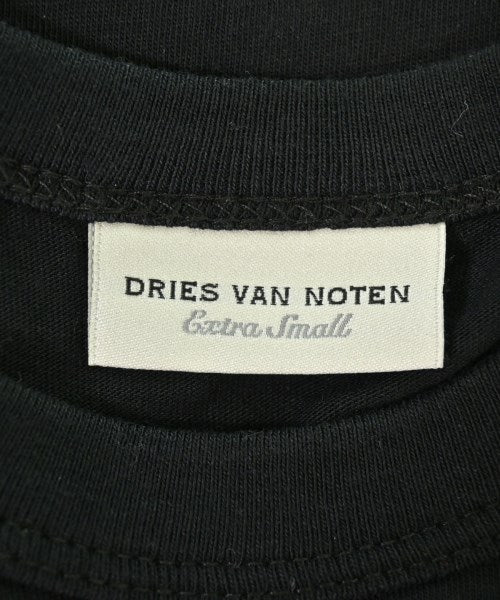 DRIES VAN NOTEN
Extra Small